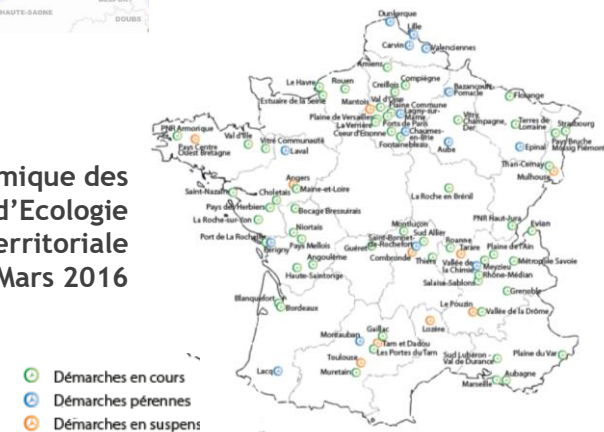 HAUTE-SAONE
DOUBS
mique des
d'Ecologie
erritoriale
Mars 2016
Démarches en cours
Démarches pérennes
Démarches en suspens
Dunkerque
Lille
Carvin
Valenciennes
Amiens
Le Havre
Rouen
Compiègne
Creillois
Bazancourt
Pomacle
Florange
Estuaire de la Seine
Mantois
Val d'Oise
Plaine Commune
Plaine de Versailles
Lagny-sur-
Marne
Vitry
Champagne,
Der
Terres de
Lorraine
Strasbourg
La Verrière
Ports de Paris
Pays Bruche
Mossig Piémont
Coeur d'Essonne
Chaumes-
en-Brie
Fontainebleau
Aube
Epinal
Than-Cernay
Mulhouse
PNR Armorique
Pays Centre
Ouest Bretagne
Val d'Ille
Vitré Communauté
Laval
Angers
Saint-Nazaire
Choletais
Maine-et-Loire
Pays des Herbiers
Bocage Bressuirais
La Roche-sur-Yon
La Roche en Brénil
Port de La Rochelle
Niortais
Périgny
Pays Mellois
Angoulême
Haute-Saintonge
Montluçon
Sud Allier
Saint-Bonnet-
de-Rochefort
Guéret
Combronde
Thiers
Roanne
Tarare
PNR Haut-Jura
Evian
Plaine de l'Ain
Vallée de
la Chimie
Meyzieu
Métropole Savoie
Rhône-Médian
Salaise-Sablons
Grenoble
Le Pouzin
Vallée de la Drôme
Blanquefort
Bordeaux
Lozère
Montauban
Gaillac
Tarn et Dadou
Les Portes du Tarn
Toulouse
Muretain
Lacq
Sud Lubéron -
Val de Durance
Plaine du Var
Aubagne
Marseille